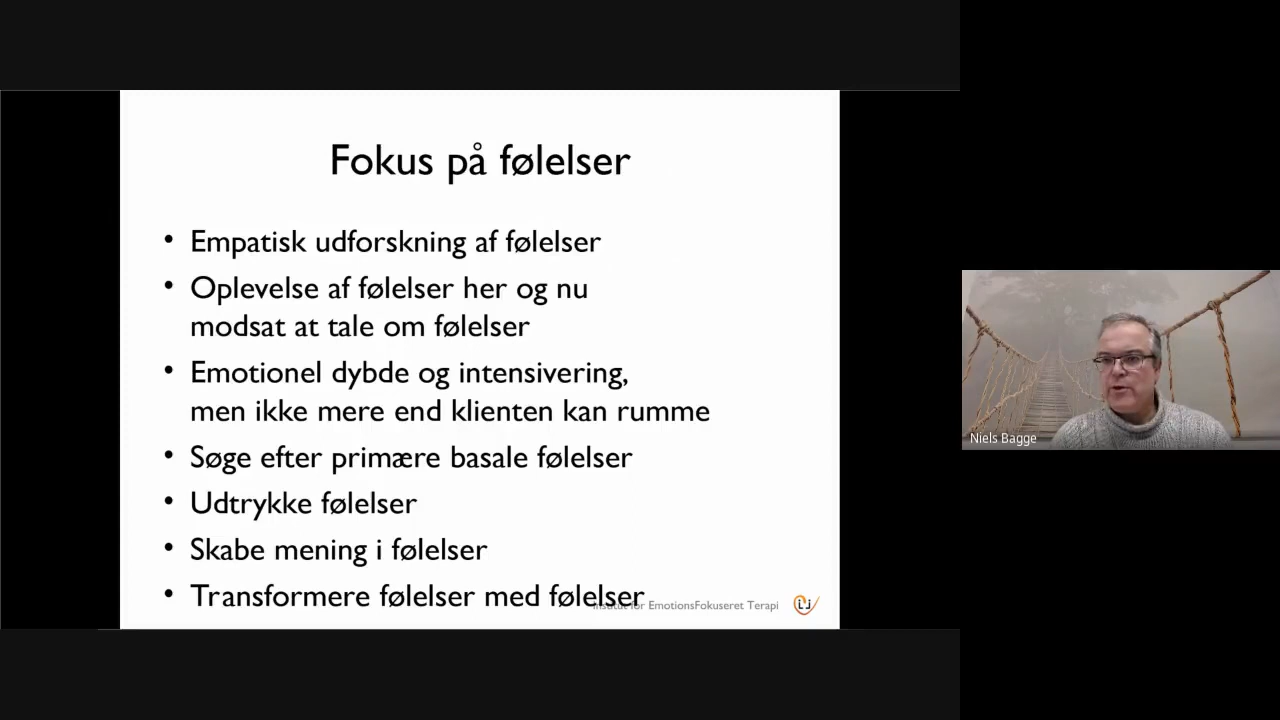 Fokus på følelser
• Empatisk udforskning af følelser
• Oplevelse af følelser her og nu
modsat at tale om følelser
• Emotionel dybde og intensivering,
men ikke mere end klienten kan rumme
• Søge efter primære basale følelser
• Udtrykke følelser
• Skabe mening i følelser
• Transformere følelser med følelser
Institut for EmotionsFokuseret Terapi
Niels Bagge